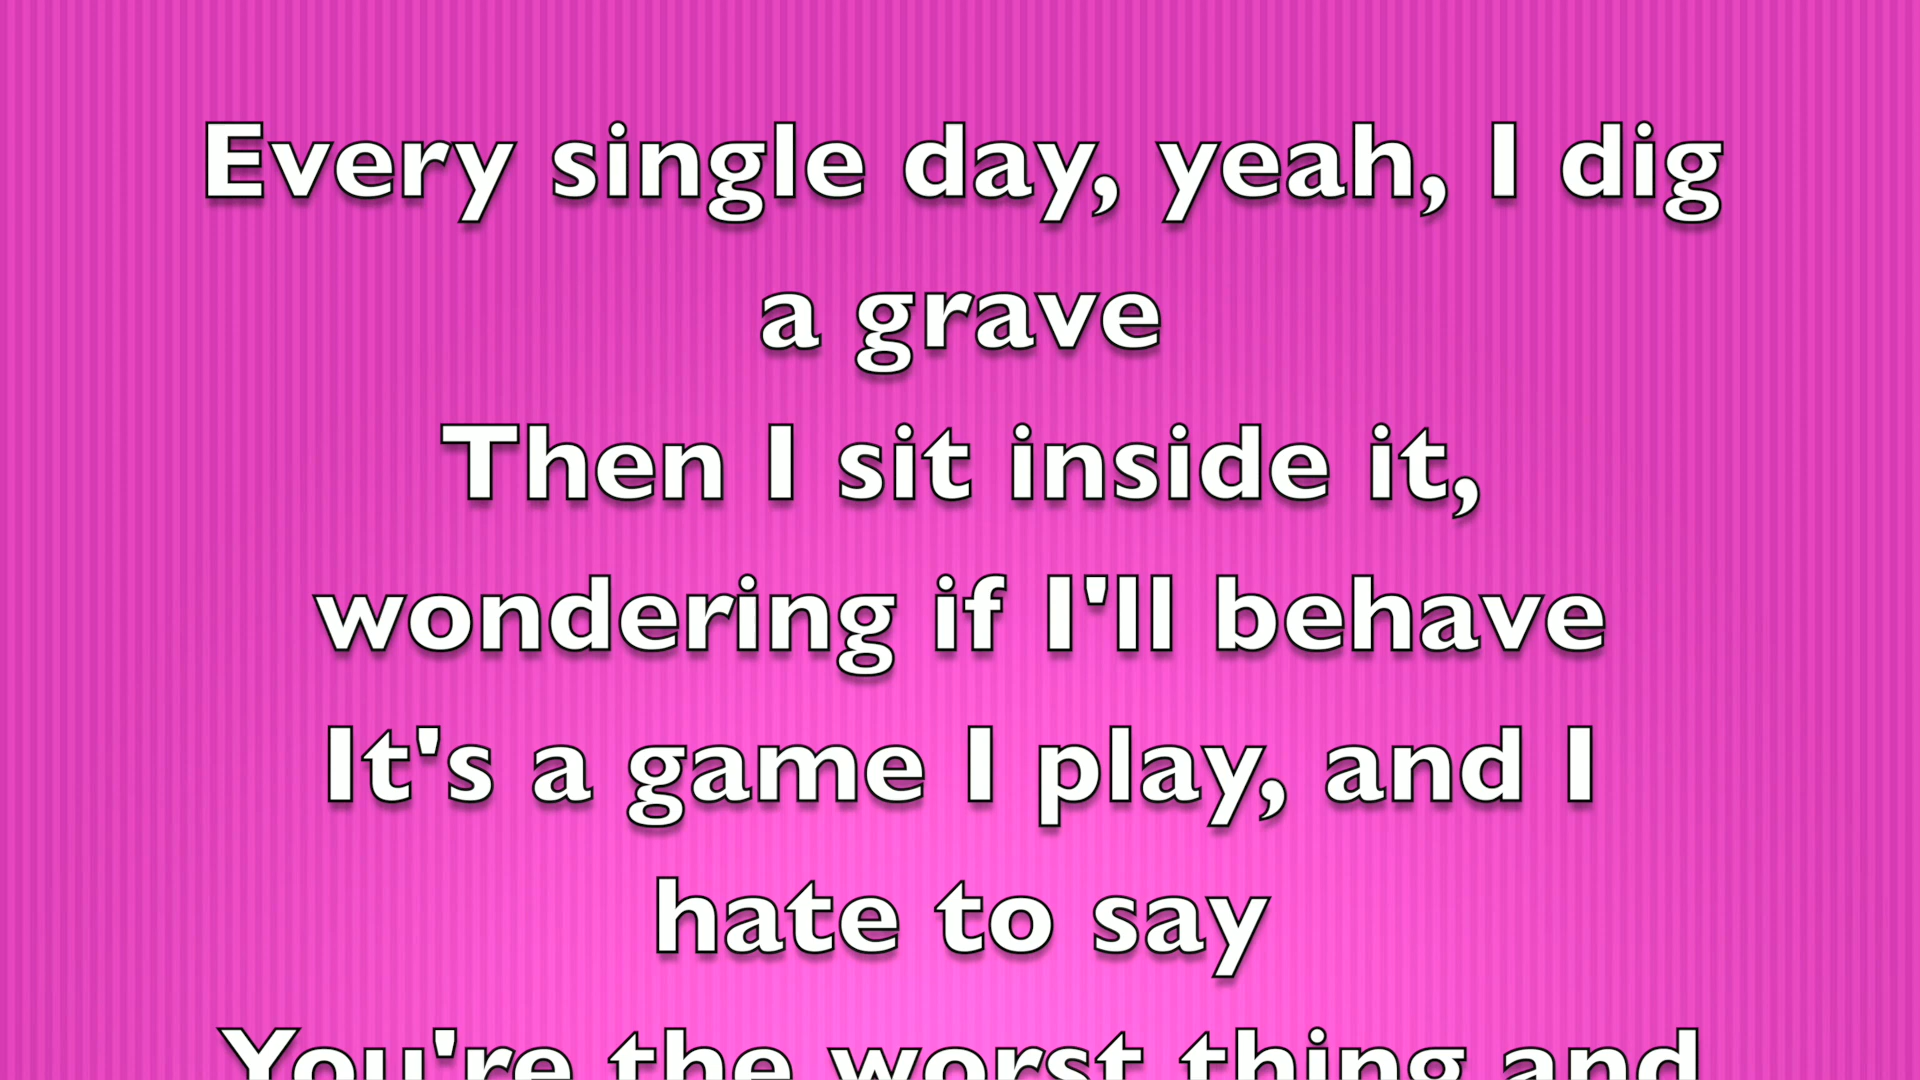 Every single day, yeah, I dig
a grave
Then I sit inside it,
wondering if I'll behave
It's a game I play, and I
hate to say
You're the worst thing and